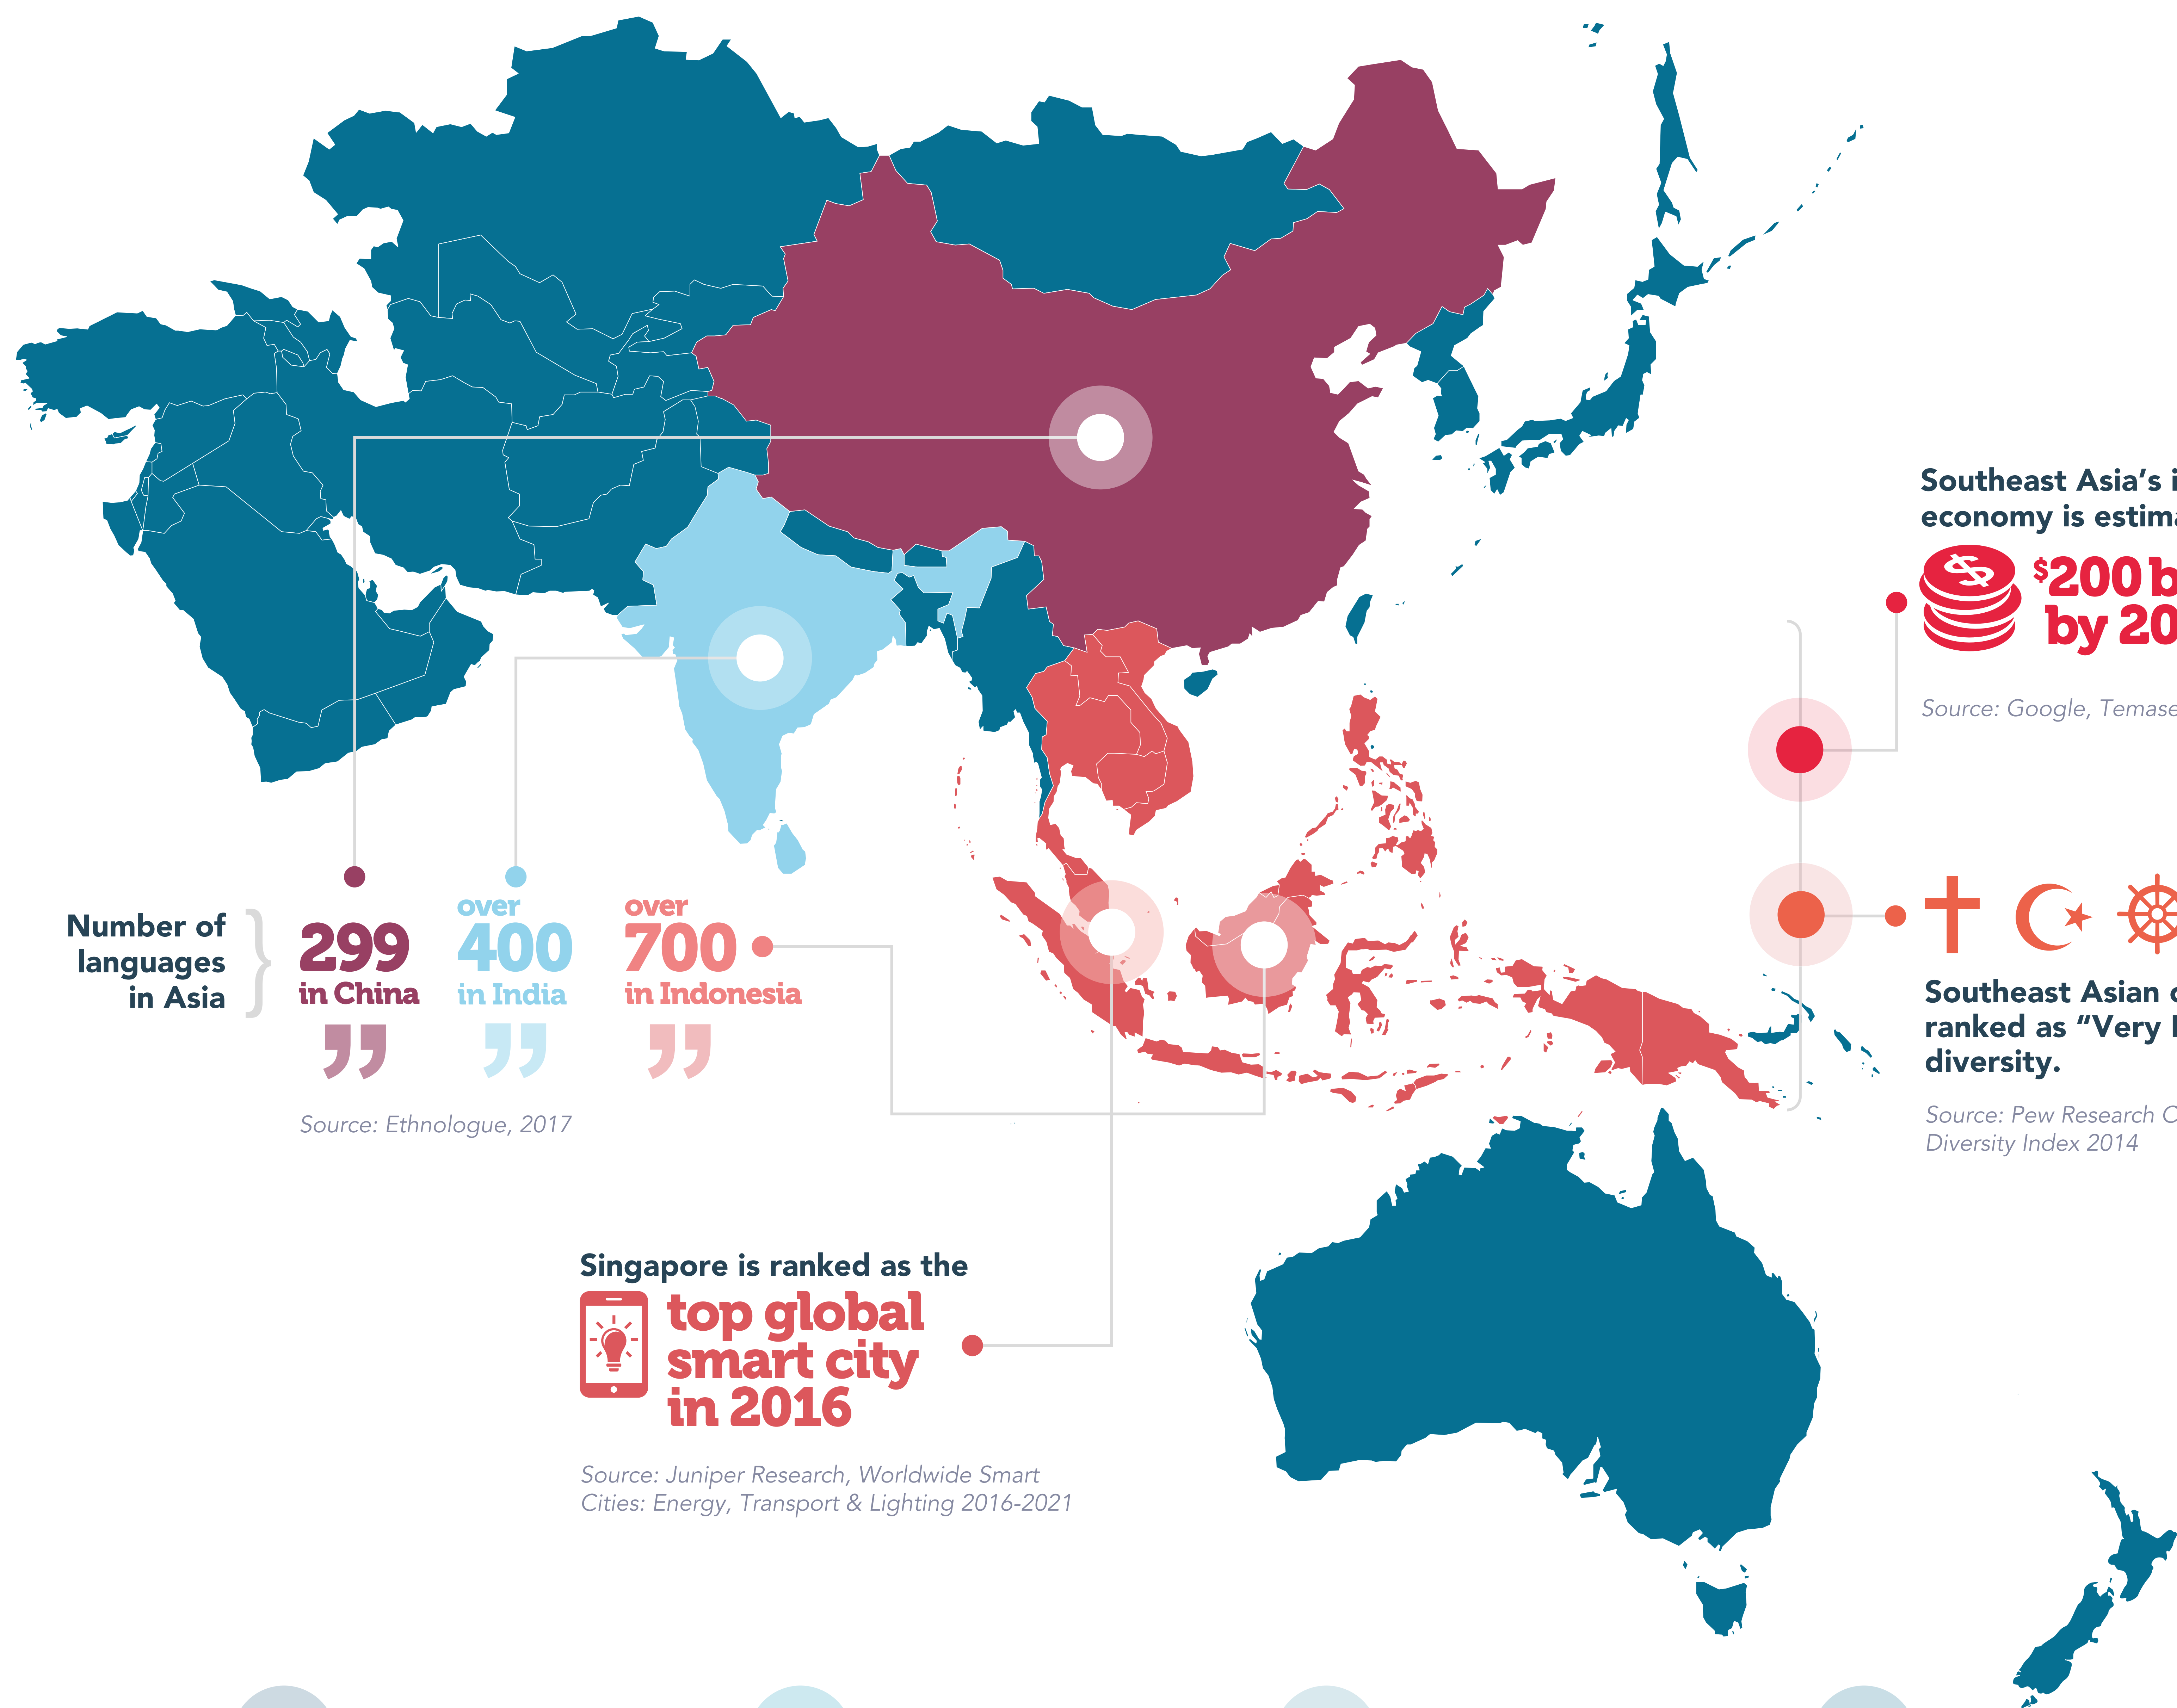 Southeast Asia’s
economy is
$200
by
Source: Google,
Number of
languages
in Asia
299
in China
over
400
in India
over
700
in Indonesia
Source: Ethnologue, 2017
Southeast Asian
ranked as “Very
diversity.
Source: Pew Research
Diversity Index 2014
Singapore is ranked as the
top global
smart city
in 2016
Source: Juniper Research, Worldwide Smart
Cities: Energy, Transport & Lighting 2016-2021